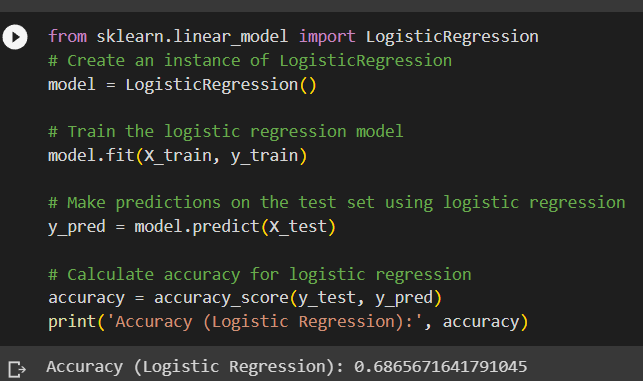 from sklearn.linear_model import LogisticRegression
# Create an instance of LogisticRegression
model = LogisticRegression()
# Train the logistic regression model
model.fit(X_train, y_train)
# Make predictions on the test set using logistic regression
y_pred = model.predict(X_test)
# Calculate accuracy for logistic regression
accuracy = accuracy_score(y_test, y_pred)
print('Accuracy (Logistic Regression):', accuracy)
Accuracy (Logistic Regression): 0.6865671641791045